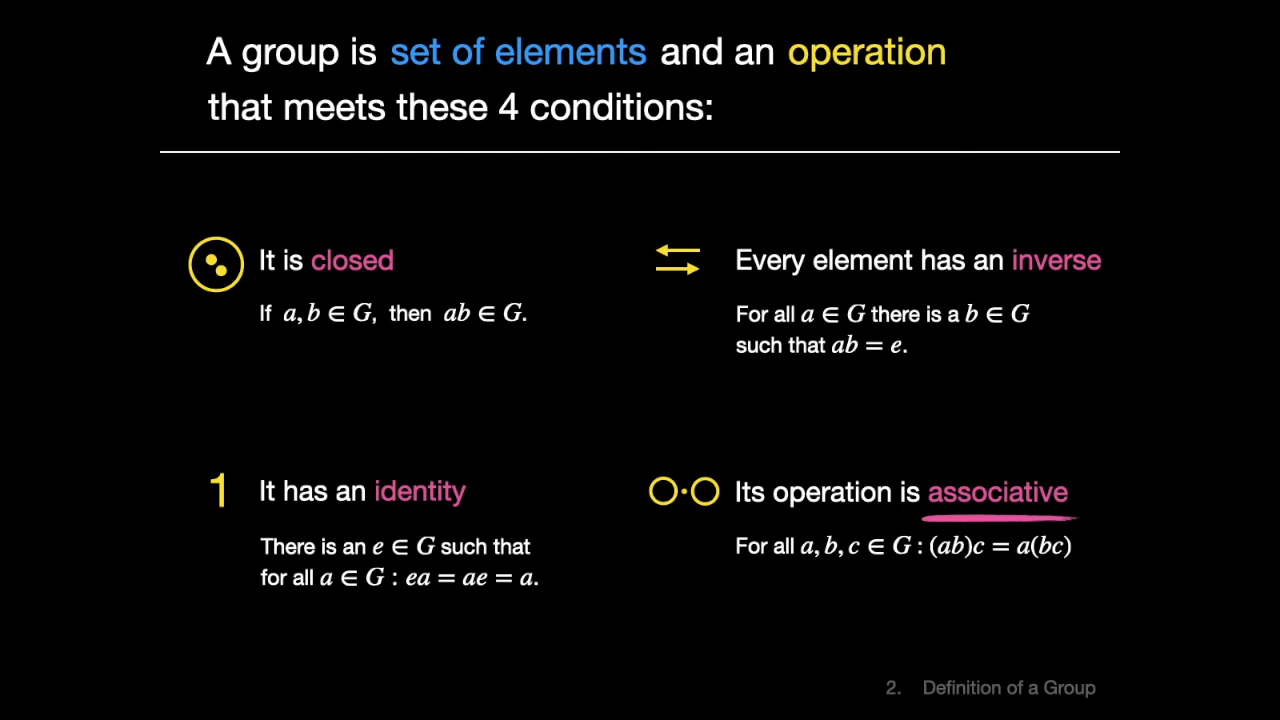 A group is set of elements and an operation
that meets these 4 conditions:
It is closed
If a, b ∈ G, then ab ∈ G.
Every element has an inverse
For all a ∈ G there is a b ∈ G
such that ab = e.
1 It has an identity
There is an e ∈ G such that
for all a ∈ G : ea = ae = a.
Its operation is associative
For all a, b, c ∈ G : (ab)c = a(bc)
2. Definition of a Group